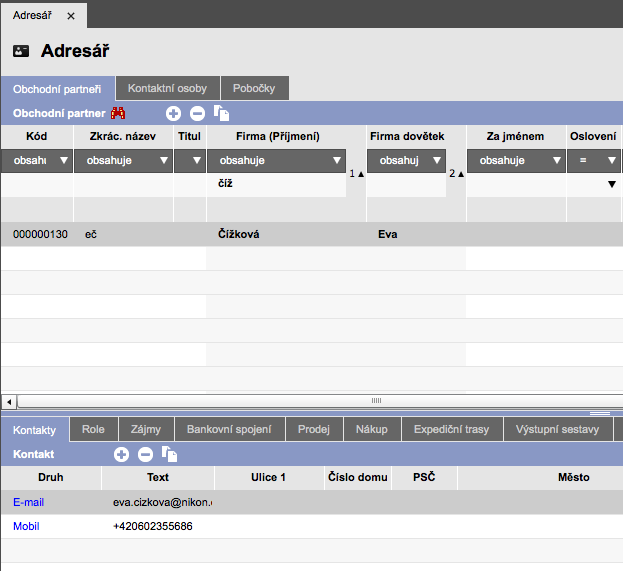 Adresář ×
Adresář
Obchodní partneři Kontaktní osoby Pobočky
Obchodní partner
Kód Zkrác. název Titul Firma (Příjmení) Firma dovětek Za jménem Oslovení
obsahu obsahuje obsahuje 1 obsahuj 2 obsahuje =
číž
000000130 eč Čížková Eva
Kontakty Role Zájmy Bankovní spojení Prodej Nákup Expediční trasy Výstupní sestavy
Kontakt
Druh Text Ulice 1 Číslo domu PSČ Město
E-mail eva.cizkova@nikon.
Mobil +420602355686